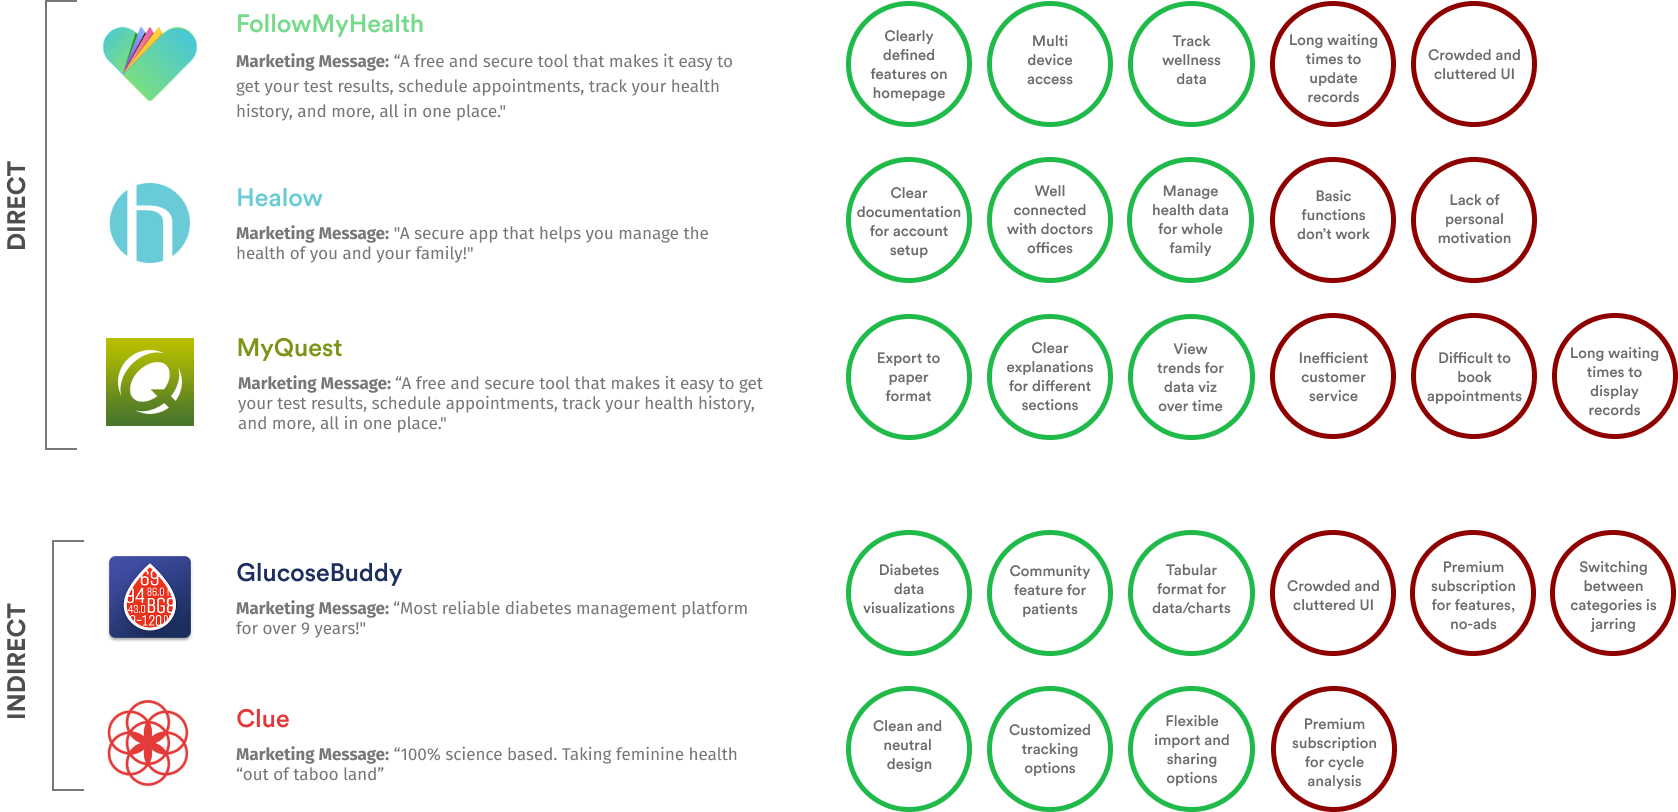 DIRECT
FollowMyHealth
Marketing Message: “A free and secure tool that makes it easy to
get your test results, schedule appointments, track your health
history, and more, all in one place."
Clearly
defined
features on
homepage
Multi
device
access
Track
wellness
data
Long waiting
times to
update
records
Crowded and
cluttered UI
Healow
Marketing Message: "A secure app that helps you manage the
health of you and your family!"
Clear
documentation
for account
setup
Well
connected
with doctors
offices
Manage
health data
for whole
family
Basic
functions
don’t work
Lack of
personal
motivation
MyQuest
Marketing Message: “A free and secure tool that makes it easy to get
your test results, schedule appointments, track your health history,
and more, all in one place."
Export to
paper
format
Clear
explanations
for different
sections
View
trends for
data viz
over time
Inefficient
customer
service
Difficult to
book
appointments
Long waiting
times to
display
records
INDIRECT
69
84 86.0
43.0 BG8
0-120
GlucoseBuddy
Marketing Message: “Most reliable diabetes management platform
for over 9 years!"
Diabetes
data
visualizations
Community
feature for
patients
Tabular
format for
data/charts
Crowded and
cluttered UI
Premium
subscription
for features,
no-ads
Switching
between
categories is
jarring
Clue
Marketing Message: “100% science based. Taking feminine health
“out of taboo land”
Clean and
neutral
design
Customized
tracking
options
Flexible
import and
sharing
options
Premium
subscription
for cycle
analysis